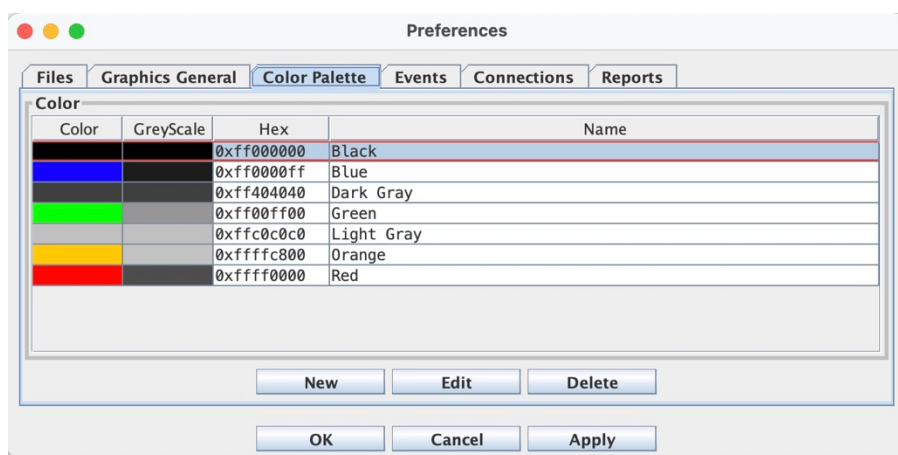 Preferences
Files Graphics General Color Palette Events Connections Reports
Color
Color GreyScale Hex Name
0xff000000 Black
0xff0000ff Blue
0xff404040 Dark Gray
0xff00ff00 Green
0xffc0c0c0 Light Gray
0xffffc800 Orange
0xffff0000 Red
New Edit Delete
OK Cancel Apply